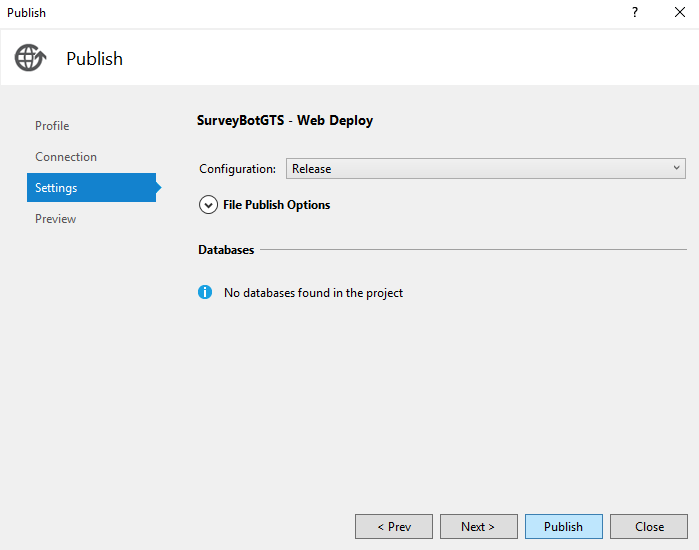 Publish
?
Publish
Profile
Connection
Settings
Preview
SurveyBotGTS - Web Deploy
Configuration: Release
File Publish Options
Databases
No databases found in the project
< Prev Next > Publish Close